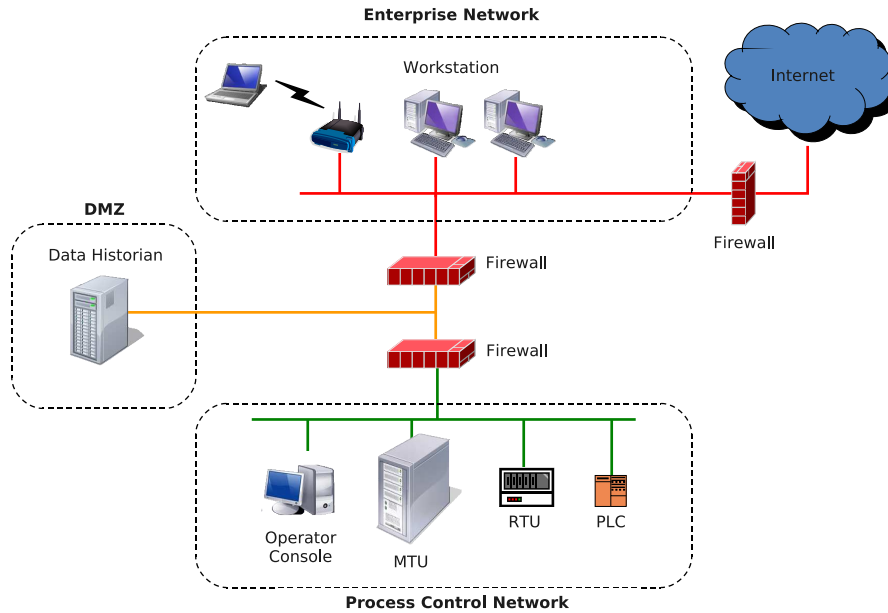 Enterprise Network
Workstation
Internet
Firewall
DMZ
Data Historian
Firewall
Firewall
Operator
Console
MTU
RTU
PLC
Process Control Network